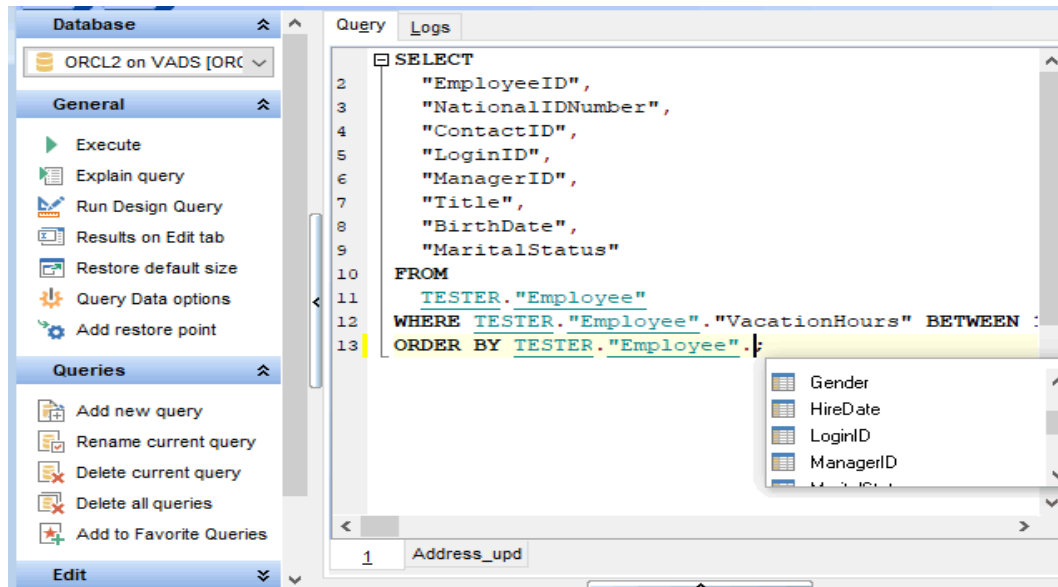 Database
ORCL2 on VADS [ORC
General
Execute
Explain query
Run Design Query
Results on Edit tab
Restore default size
Query Data options
Add restore point
Queries
Add new query
Rename current query
Delete current query
Delete all queries
Add to Favorite Queries
Edit
Query Logs
SELECT
2 "EmployeeID",
3 "NationalIDNumber",
4 "ContactID",
5 "LoginID",
6 "ManagerID",
7 "Title",
8 "BirthDate",
9 "MaritalStatus"
10 FROM
11 TESTER."Employee"
12 WHERE TESTER."Employee"."VacationHours" BETWEEN
13 ORDER BY TESTER."Employee".;
Gender
HireDate
LoginID
ManagerID
1 Address_upd